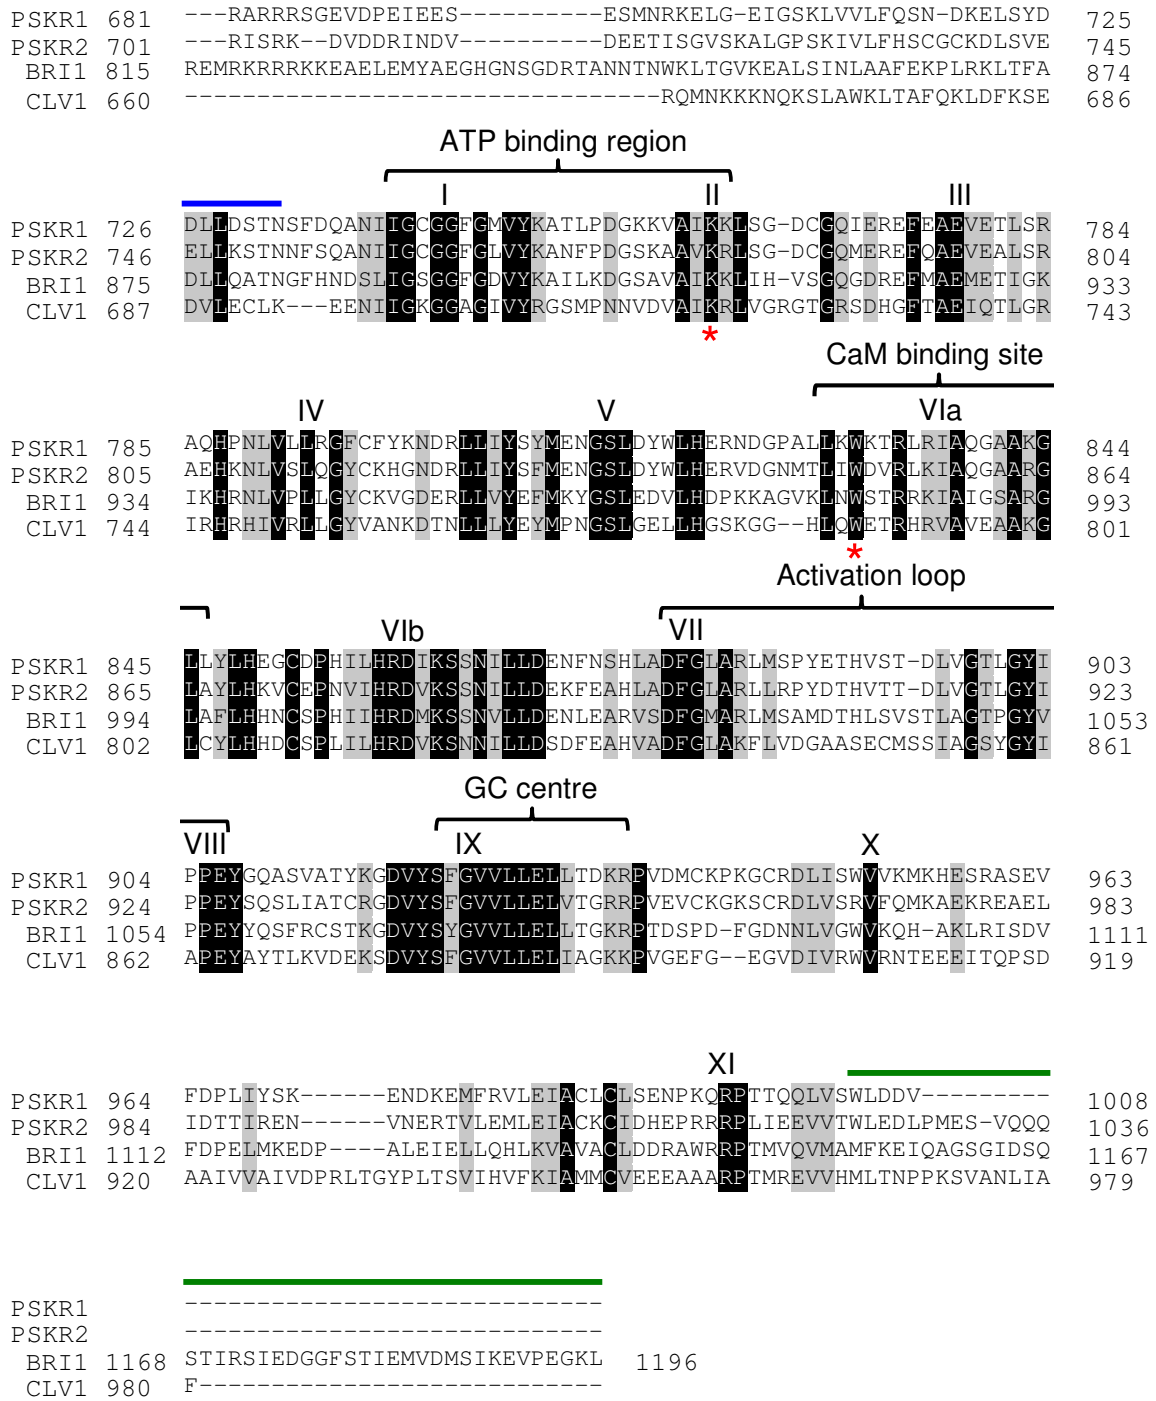 PSKR1 681 ---RARRRSGEVDPEIEES----------ESMNRKELG-EIGSKLVVLFQSN-DKELSYD 725
PSKR2 701 ---RISRK--DVDDRINDV----------DEETISGVSKALGPSKIVLFHSCGCKDLSVE 745
BRI1 815 REMRKRRRKKEAELEMYAEGHGNSGDRTANNTNWKLTGVKEALSINLAAFEKPLRKLTFA 874
CLV1 660 ---------------------------------RQMNKKKNQKSLAWKLTAFQKLDFKSE 686
ATP binding region
I II III
PSKR1 726 DLLDSTNSFDQANIIGCGGFGMVYKATLPDGKKVAIKKLSG-DCGQIEREFEAEVETLSR 784
PSKR2 746 ELLKSTNNFSQANIIGCGGFGLVYKANFPDGSKAAVKRLSG-DCGQMEREFQAEVEALSR 804
BRI1 875 DLLQATNGFHNDSLIGSGGFGDVYKAILKDGSAVAIKKLIH-VSGQGDREFMAEMETIGK 933
CLV1 687 DVLECLK---EENIIGKGGAGIVYRGSMPNNVDVAIKRLVGRGTGRSDHGFTAEIQTLGR 743
*
CaM binding site
IV V VIa
PSKR1 785 AQHPNLVLLRGFCFYKNDRLLIYSYMENGSLDYWLHERNDGPALLKWKTRLRIAQGAAKG 844
PSKR2 805 AEHKNLVSLQGYCKHGNDRLLIYSFMENGSLDYWLHERVDGNMTLIWDVRLKIAQGAARG 864
BRI1 934 IKHRNLVPLLGYCKVGDERLLVYEFMKYGSLEDVLHDPKKAGVKLNWSTRRKIAIGSARG 993
CLV1 744 IRHRHIVRLLGYVANKDTNLLLYEYMPNGSLGELLHGSKGG--HLQWETRHRVAVEAAKG 801
*
Activation loop
VIb VII
PSKR1 845 LLYLHEGCDPHILHRDIKSSNILLDENFNSHLADFGLARLMSPYETHVST-DLVGTLGYI 903
PSKR2 865 LAYLHKVCEPNVIHRDVKSSNILLDEKFEAHLADFGLARLLRPYDTHVTT-DLVGTLGYI 923
BRI1 994 LAFLHHNCSPHIIHRDMKSSNVLLDENLEARVSDFGMARLMSAMDTHLSVSTLAGTPGYV 1053
CLV1 802 LCYLHHDCSPLILHRDVKSNNILLDSDFEAHVADFGLAKFLVDGAASECMSSIAGSYGYI 861
GC centre
VIII IX X
PSKR1 904 PPEYGQASVATYKGDVYSFGVVLLELLTDKRPVDMCKPKGCRDLISWVVKMKHESRASEV 963
PSKR2 924 PPEYSQSLIATCRGDVYSFGVVLLELVTGRRPVEVCKGKSCRDLVSRVFQMKAEKREAEL 983
BRI1 1054 PPEYYQSFRCSTKGDVYSYGVVLLELLTGKRPTDSPD-FGDNNLVGWVKQH-AKLRISDV 1111
CLV1 862 APEYAYTLKVDEKSDVYSFGVVLLELIAGKKPVGEFG--EGVDIVRWVRNTEEEITQPSD 919
XI
PSKR1 964 FDPLIYSK------ENDKEMFRVLEIACLCLSENPKQRPTTQQLVSWLDDV--------- 1008
PSKR2 984 IDTTIREN------VNERTVLEMLEIACKCIDHEPRRRPLIEEVVTWLEDLPMES-VQQQ 1036
BRI1 1112 FDPELMKEDP----ALEIELLQHLKVAVACLDDRAWRRPTMVQVMAMFKEIQAGSGIDSQ 1167
CLV1 920 AAIVVAIVDPRLTGYPLTSVIHVFKIAMMCVEEEAAARPTMREVVHMLTNPPKSVANLIA 979
PSKR1 -----------------------------
PSKR2 -----------------------------
BRI1 1168 STIRSIEDGGFSTIEMVDMSIKEVPEGKL 1196
CLV1 980 F----------------------------